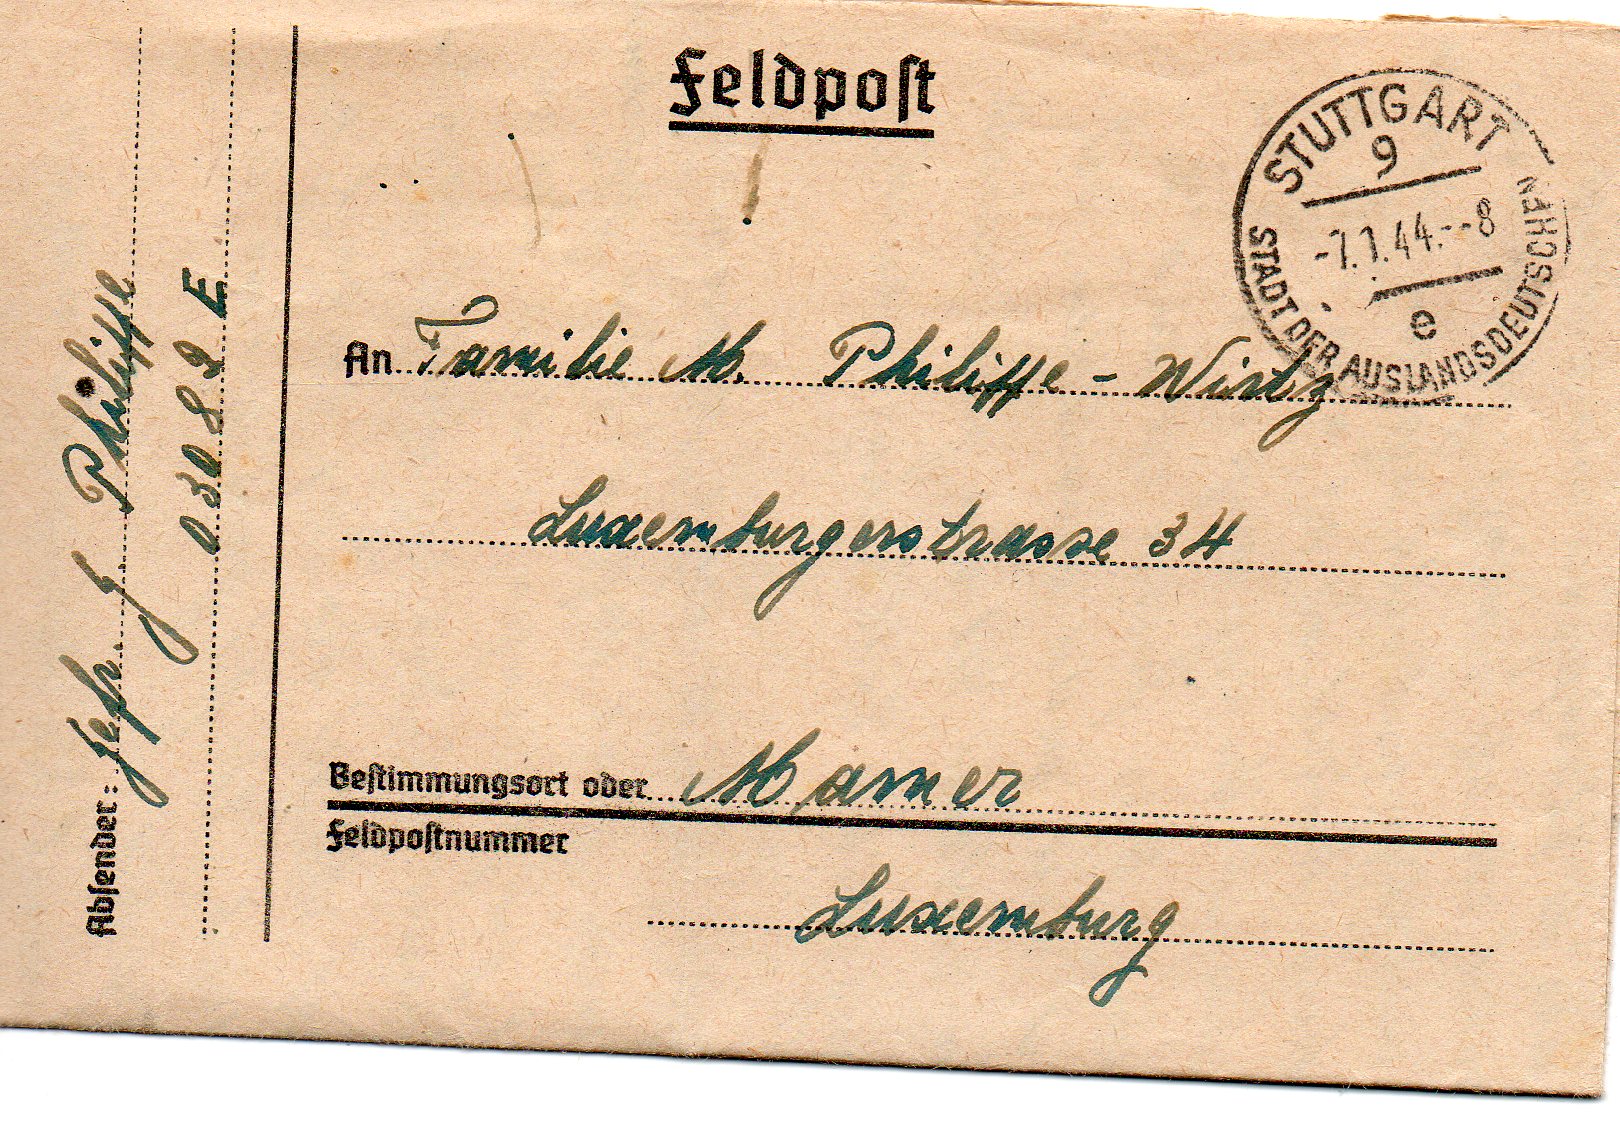 Feldpost
STUTTGART
9
-7.1.44.--8
e
STADT DER AUSLANDSDEUTSCHEN
An Familie M. Philippe - Wirtz
Luxemburgerstrasse 34
Bestimmungsort oder Mamer
Feldpostnummer
Luxemburg
Absender: Gefr. J. Philippe
03082 E